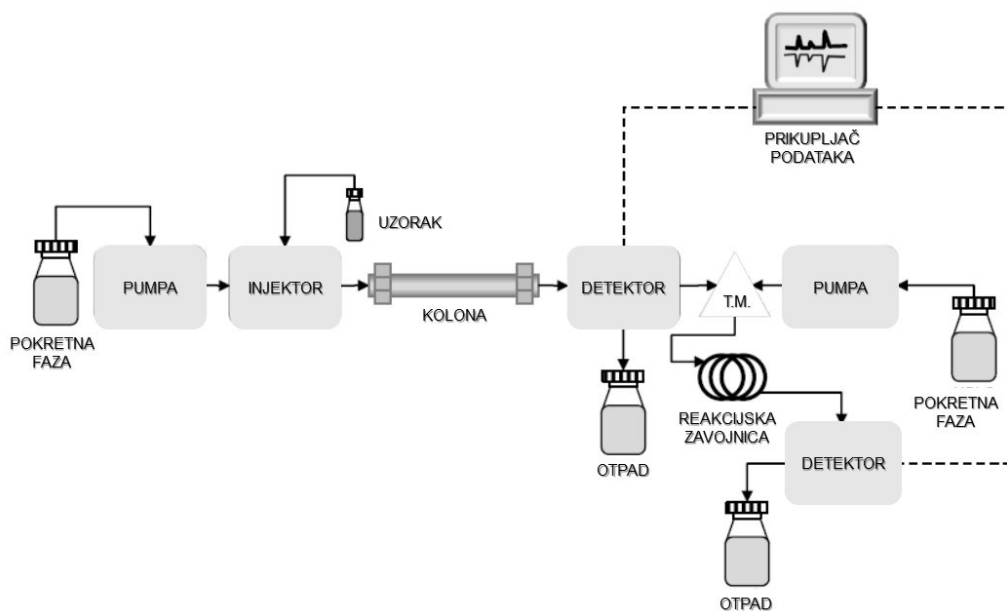 PRIKUPLJAČ
PODATAKA
UZORAK
PUMPA
INJEKTOR
KOLONA
DETEKTOR
T.M.
PUMPA
POKRETNA
FAZA
POKRETNA
FAZA
REAKCIJSKA
ZAVOJNICA
OTPAD
DETEKTOR
OTPAD